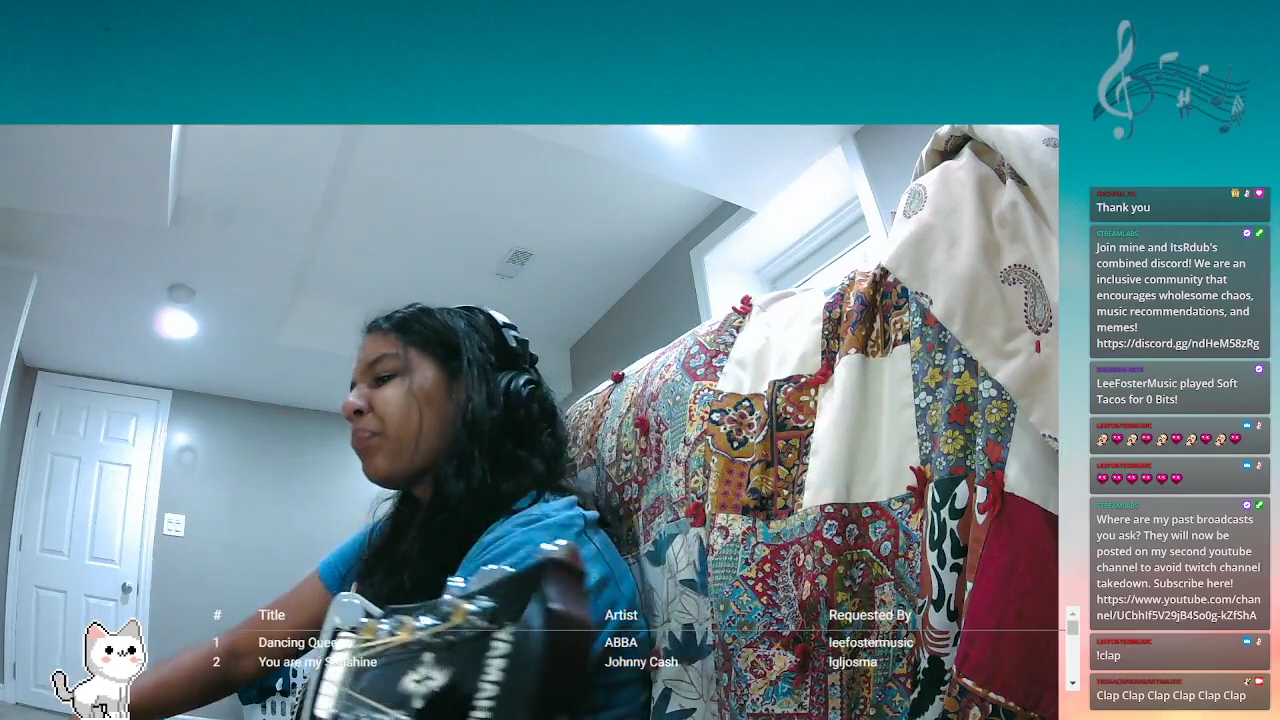 Thank you
STREAMLABS
Join mine and ItsRdub's
combined discord! We are an
inclusive community that
encourages wholesome chaos,
music recommendations, and
memes!
https://discord.gg/ndHeM58zRg
LeeFosterMusic played Soft
Tacos for 0 Bits!
LEEFOSTERMUSIC
LEEFOSTERMUSIC
STREAMLABS
Where are my past broadcasts
you ask? They will now be
posted on my second youtube
channel to avoid twitch channel
takedown. Subscribe here!
https://www.youtube.com/chan
nel/UCbhIf5V29jB4So0g-kZfShA
LEEFOSTERMUSIC
!clap
Clap Clap Clap Clap Clap Clap
# Title Artist Requested By
1 Dancing Queen ABBA leefostermusic
2 You are my Sunshine Johnny Cash lgljosma